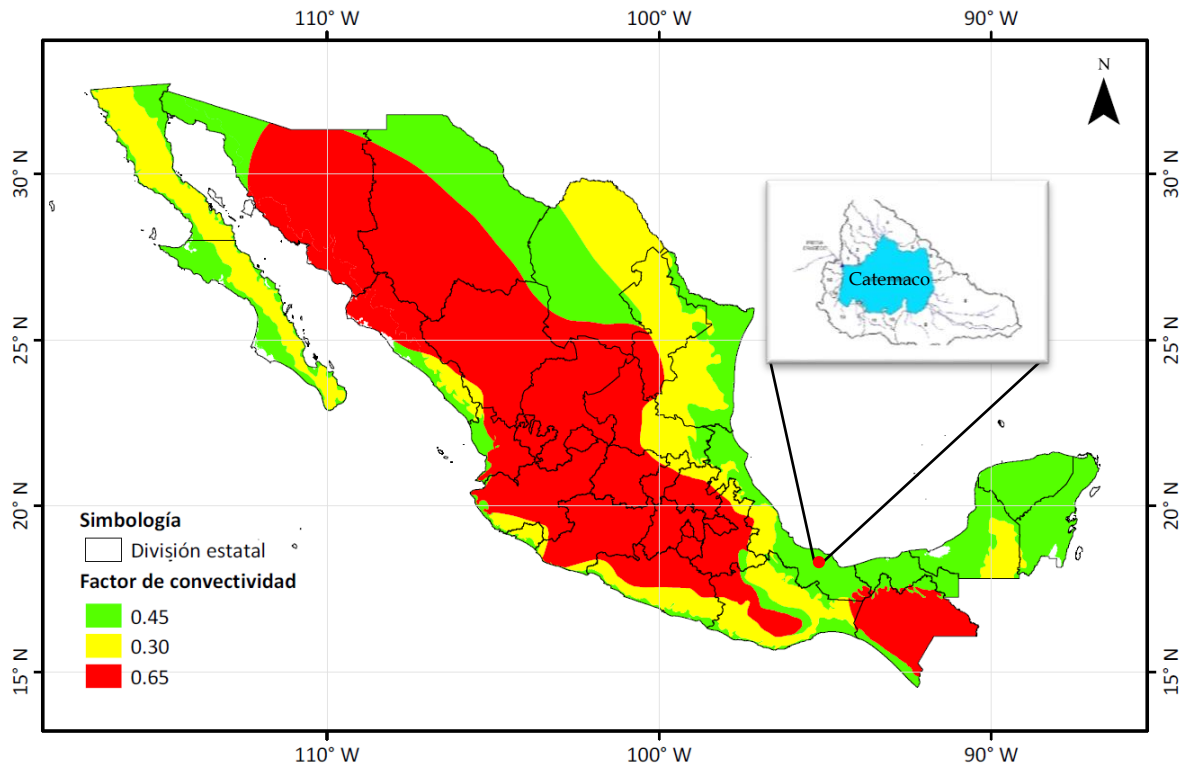 110° W 100° W 90° W
N
30° N 30° N
Catemaco
25° N 25° N
20° N 20° N
Simbología
División estatal
Factor de convectividad
0.45
0.30
0.65
15° N 15° N
110° W 100° W 90° W